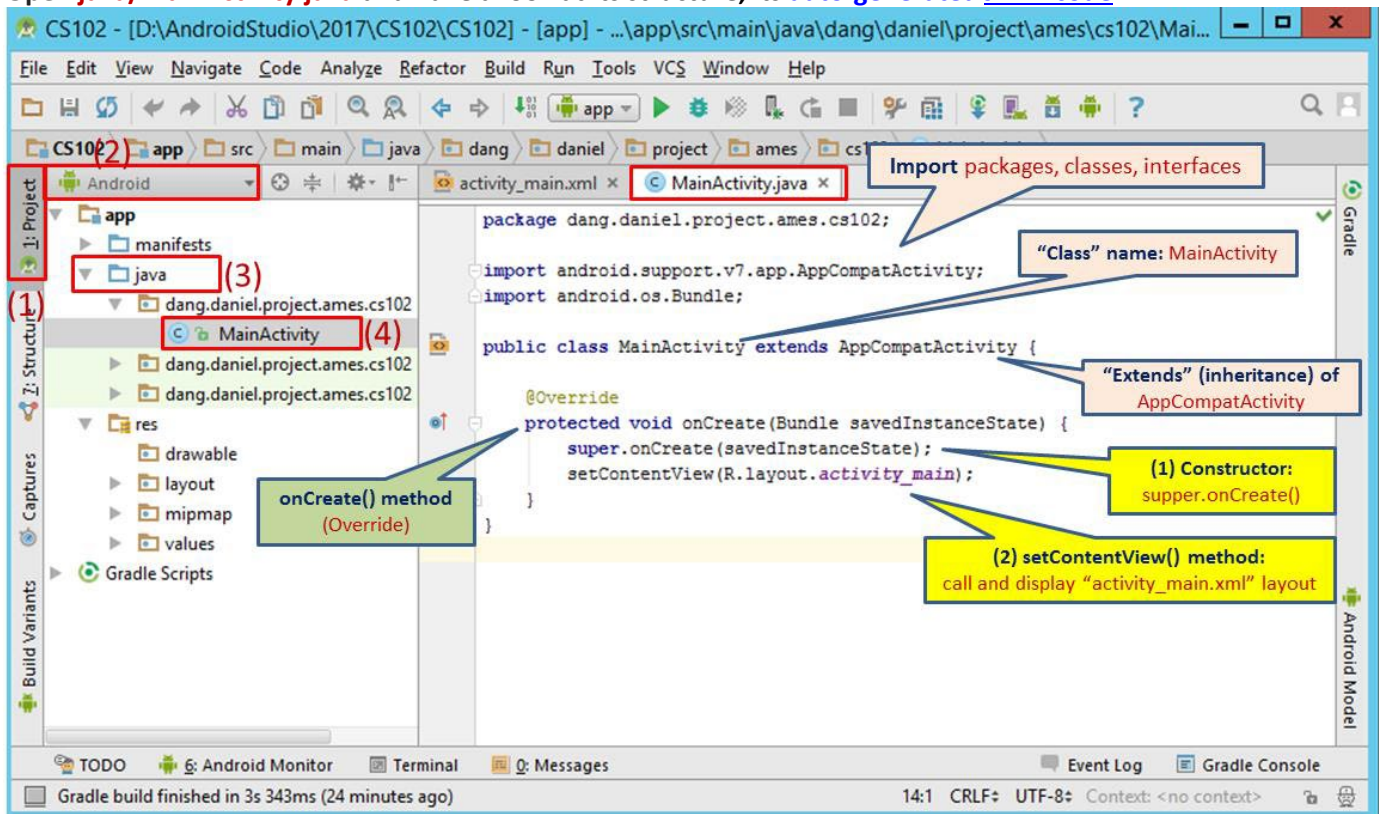 CS102 - [D:\AndroidStudio\2017\CS102\CS102] - [app] - ...\app\src\main\java\dang\daniel\project\ames\cs102\Mai...
File Edit View Navigate Code Analyze Refactor Build Run Tools VCS Window Help
app
CS102 app src main java dang daniel project ames
(2)
Import packages, classes, interfaces
Android
activity_main.xml
MainActivity.java
1: Project
(1)
7: Structure
Captures
Build Variants
app
manifests
java
(3)
dang.daniel.project.ames.cs102
MainActivity
(4)
dang.daniel.project.ames.cs102
dang.daniel.project.ames.cs102
res
drawable
layout
mipmap
values
Gradle Scripts
package dang.daniel.project.ames.cs102;
import android.support.v7.app.AppCompatActivity;
import android.os.Bundle;
public class MainActivity extends AppCompatActivity {
@Override
protected void onCreate(Bundle savedInstanceState) {
super.onCreate(savedInstanceState);
setContentView(R.layout.activity_main);
}
}
“Class” name: MainActivity
“Extends” (inheritance) of
AppCompatActivity
onCreate() method
(Override)
(1) Constructor:
supper.onCreate()
(2) setContentView() method:
call and display “activity_main.xml” layout
Gradle
Android Model
TODO 6: Android Monitor Terminal 0: Messages Event Log Gradle Console
Gradle build finished in 3s 343ms (24 minutes ago) 14:1 CRLF UTF-8 Context: <no context>